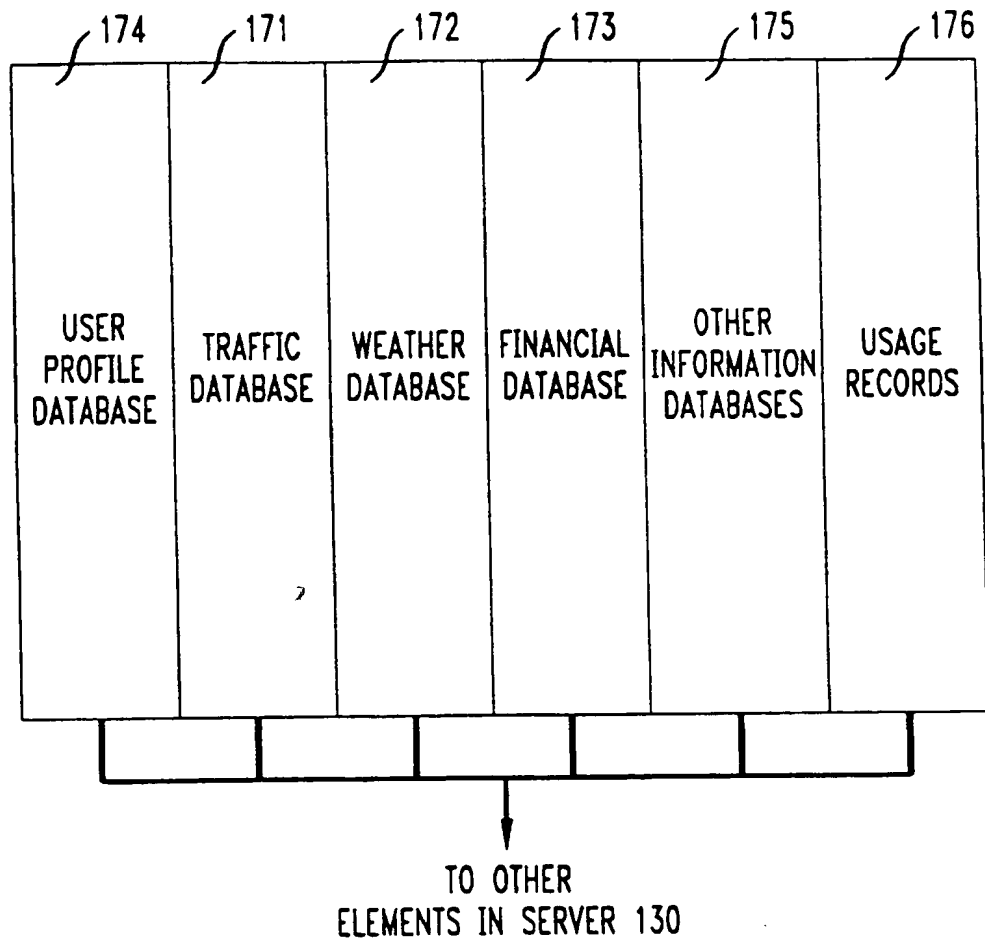 174 171 172 173 175 176
USER
PROFILE
DATABASE
TRAFFIC
DATABASE
WEATHER
DATABASE
FINANCIAL
DATABASE
OTHER
INFORMATION
DATABASES
USAGE
RECORDS
TO OTHER
ELEMENTS IN SERVER 130